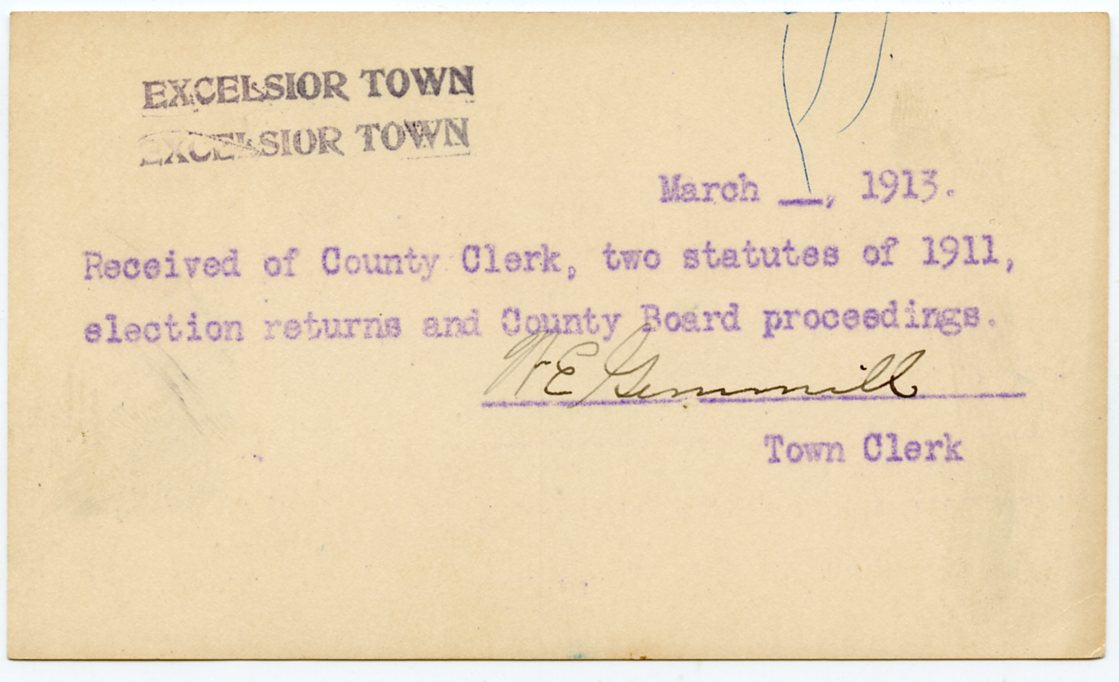 EXCELSIOR TOWN
EXCELSIOR TOWN
March __, 1913.
Received of County Clerk, two statutes of 1911,
election returns and County Board proceedings.
W E Gemmill
Town Clerk